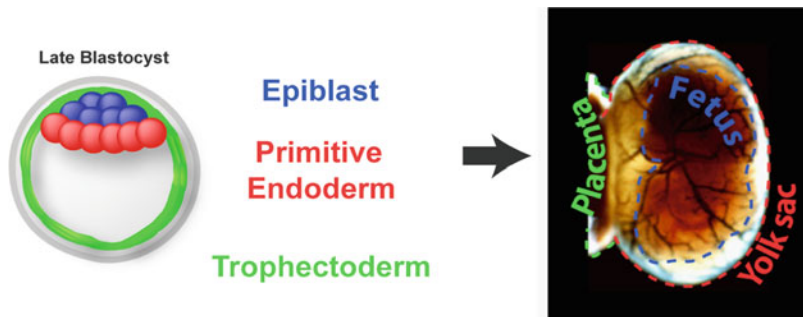 Late Blastocyst
Epiblast
Primitive
Endoderm
Trophectoderm
Placenta
Fetus
Yolk sac